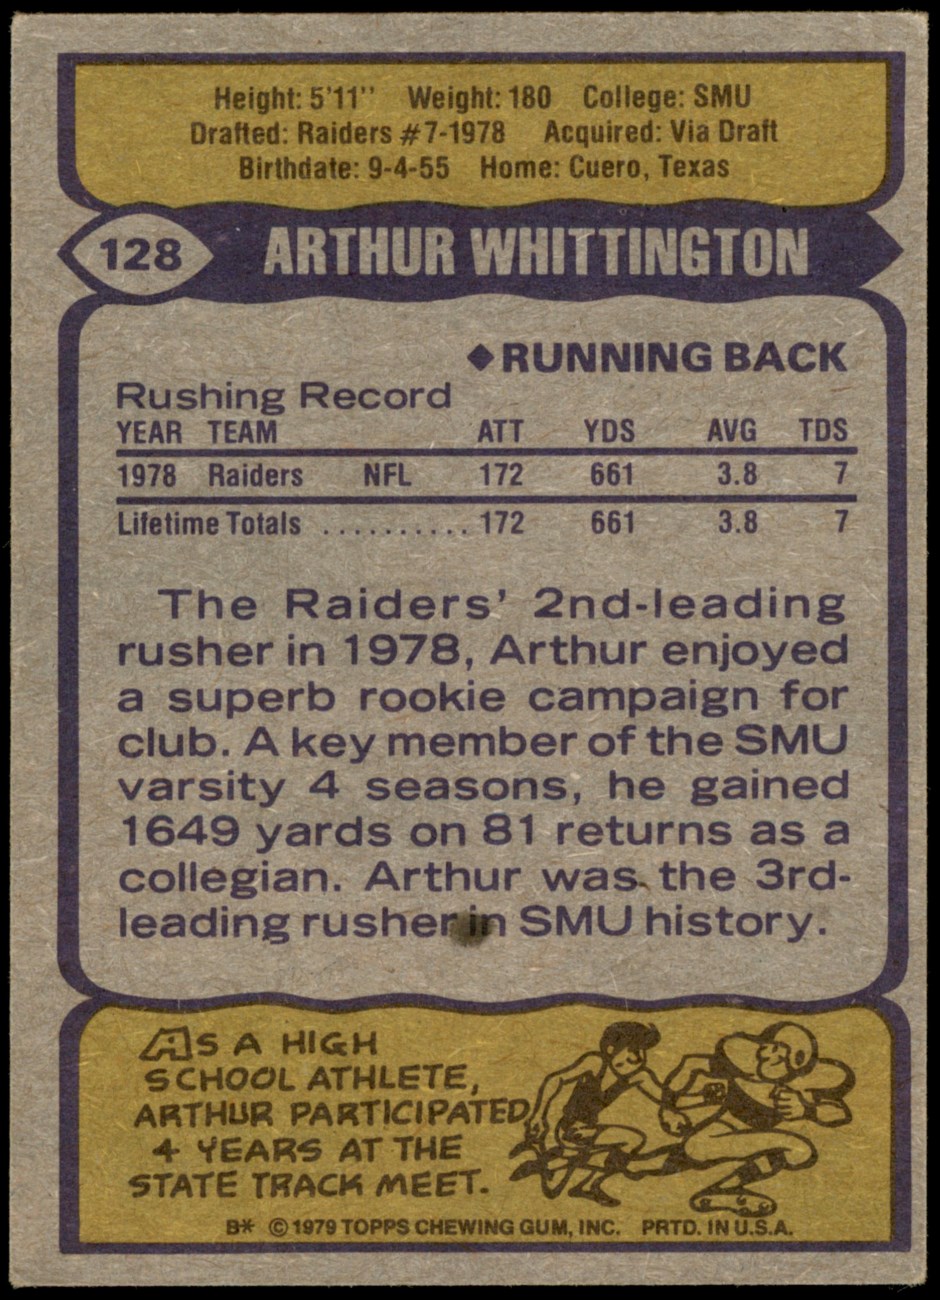 Height: 5'11" Weight: 180 College: SMU
Drafted: Raiders #7-1978 Acquired: Via Draft
Birthdate: 9-4-55 Home: Cuero, Texas
128 ARTHUR WHITTINGTON
◆RUNNING BACK
Rushing Record
YEAR TEAM ATT YDS AVG TDS
1978 Raiders NFL 172 661 3.8 7
Lifetime Totals .......... 172 661 3.8 7
The Raiders' 2nd-leading
rusher in 1978, Arthur enjoyed
a superb rookie campaign for
club. A key member of the SMU
varsity 4 seasons, he gained
1649 yards on 81 returns as a
collegian. Arthur was the 3rd-
leading rusher in SMU history.
AS A HIGH
SCHOOL ATHLETE,
ARTHUR PARTICIPATED
4 YEARS AT THE
STATE TRACK MEET.
B* © 1979 TOPPS CHEWING GUM, INC. PRTD. IN U.S.A.